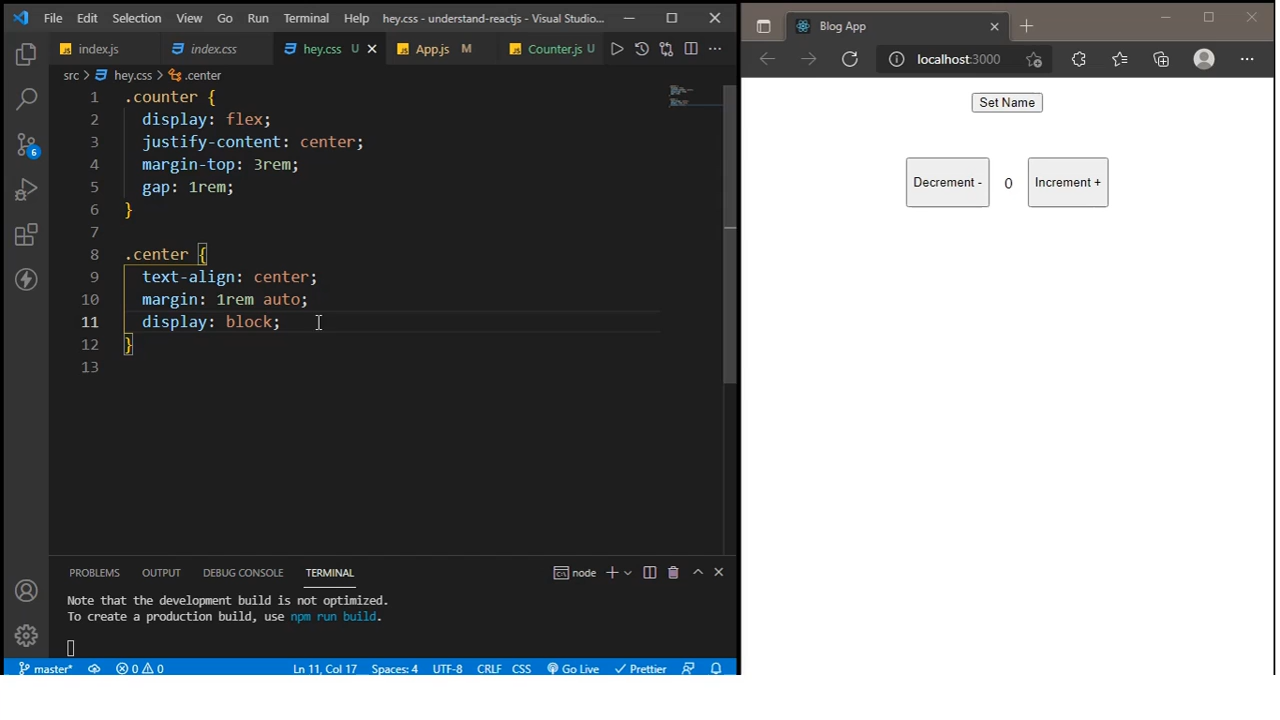 File Edit Selection View Go Run Terminal Help hey.css - understand-reactjs - Visual Studio...
index.js index.css hey.css U App.js M Counter.js U
src > hey.css > .center
1 .counter {
2 display: flex;
3 justify-content: center;
4 margin-top: 3rem;
5 gap: 1rem;
6 }
7
8 .center {
9 text-align: center;
10 margin: 1rem auto;
11 display: block;
12 }
13
6
PROBLEMS OUTPUT DEBUG CONSOLE TERMINAL node
Note that the development build is not optimized.
To create a production build, use npm run build.
master* 0 0 Ln 11, Col 17 Spaces: 4 UTF-8 CRLF CSS Go Live Prettier
Blog App
localhost:3000
Set Name
Decrement - 0 Increment +